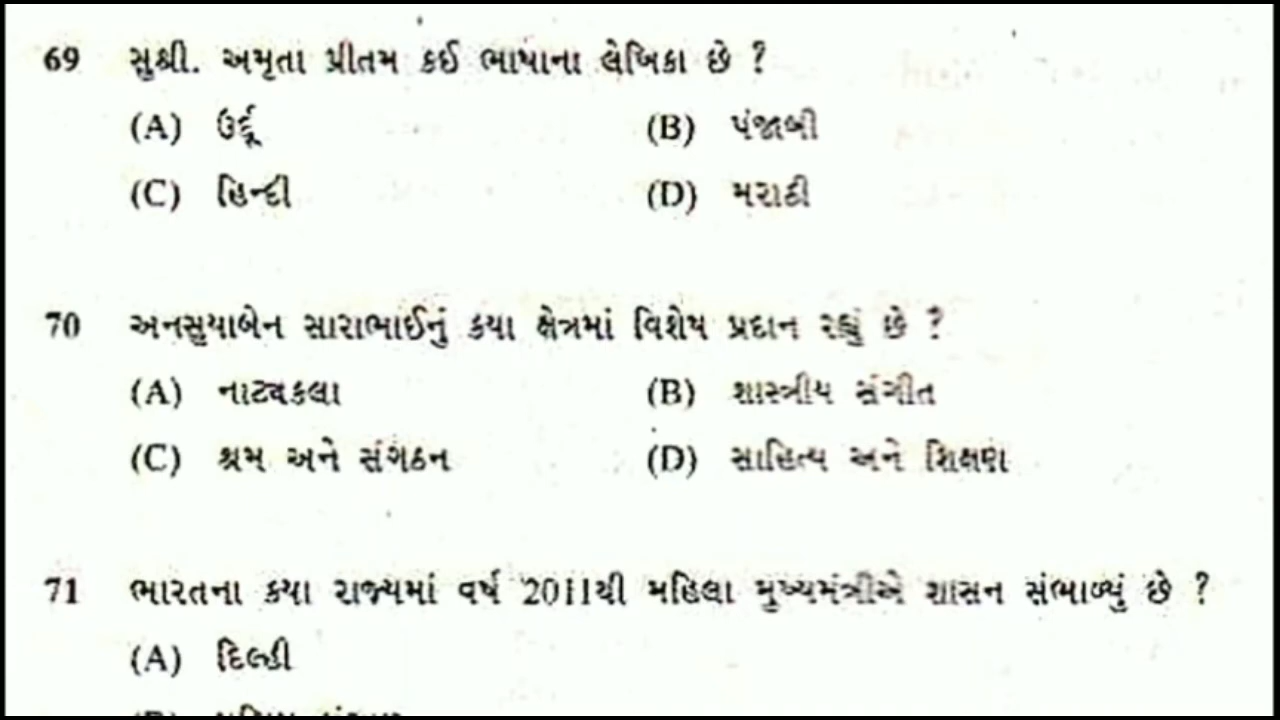 69 સુશ્રી. અમૃતા પ્રીતમ કઈ ભાષાના લેખિકા છે ?
(A) ઉર્દૂ (B) પંજાબી
(C) હિન્દી (D) મરાઠી
70 અનસુયાબેન સારાભાઈનું કયા ક્ષેત્રમાં વિશેષ પ્રદાન રહ્યું છે ?
(A) નાટ્યકલા (B) શાસ્ત્રીય સંગીત
(C) શ્રમ અને સંગઠન (D) સાહિત્ય અને શિક્ષણ
71 ભારતના કયા રાજ્યમાં વર્ષ 2011થી મહિલા મુખ્યમંત્રીએ શાસન સંભાળ્યું છે ?
(A) દિલ્હી